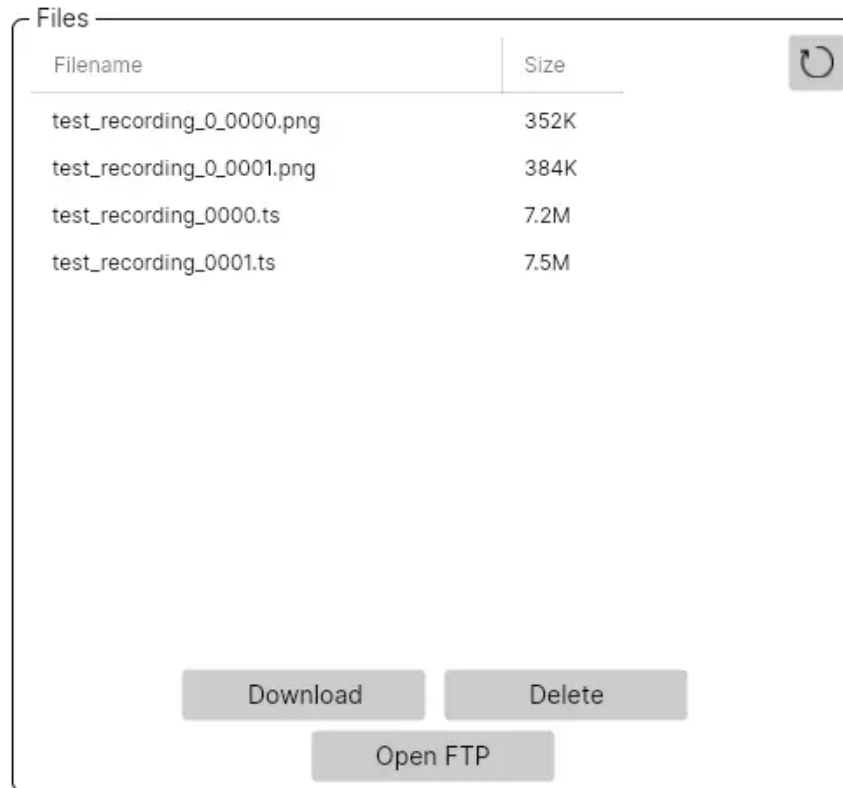 Files
Filename Size
test_recording_0_0000.png 352K
test_recording_0_0001.png 384K
test_recording_0000.ts 7.2M
test_recording_0001.ts 7.5M
Download Delete
Open FTP